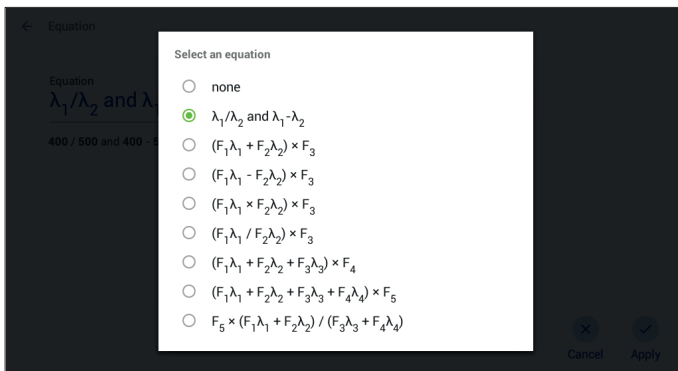 ← Equation
Select an equation
Equation
λ₁/λ₂ and λ
400 / 500 and 400 - 5
none
λ₁/λ₂ and λ₁-λ₂
(F₁λ₁ + F₂λ₂) × F₃
(F₁λ₁ - F₂λ₂) × F₃
(F₁λ₁ × F₂λ₂) × F₃
(F₁λ₁ / F₂λ₂) × F₃
(F₁λ₁ + F₂λ₂ + F₃λ₃) × F₄
(F₁λ₁ + F₂λ₂ + F₃λ₃ + F₄λ₄) × F₅
F₅ × (F₁λ₁ + F₂λ₂) / (F₃λ₃ + F₄λ₄)
Cancel Apply